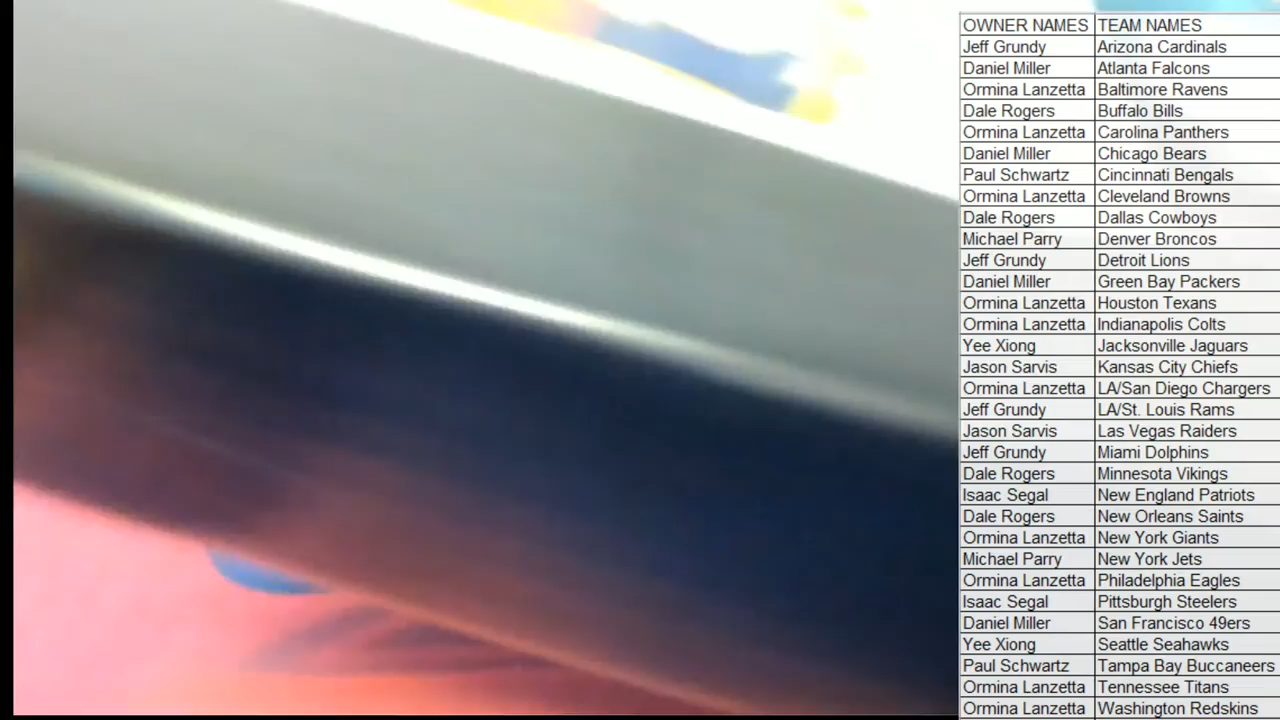 OWNER NAMES TEAM NAMES
Jeff Grundy Arizona Cardinals
Daniel Miller Atlanta Falcons
Ormina Lanzetta Baltimore Ravens
Dale Rogers Buffalo Bills
Ormina Lanzetta Carolina Panthers
Daniel Miller Chicago Bears
Paul Schwartz Cincinnati Bengals
Ormina Lanzetta Cleveland Browns
Dale Rogers Dallas Cowboys
Michael Parry Denver Broncos
Jeff Grundy Detroit Lions
Daniel Miller Green Bay Packers
Ormina Lanzetta Houston Texans
Ormina Lanzetta Indianapolis Colts
Yee Xiong Jacksonville Jaguars
Jason Sarvis Kansas City Chiefs
Ormina Lanzetta LA/San Diego Chargers
Jeff Grundy LA/St. Louis Rams
Jason Sarvis Las Vegas Raiders
Jeff Grundy Miami Dolphins
Dale Rogers Minnesota Vikings
Isaac Segal New England Patriots
Dale Rogers New Orleans Saints
Ormina Lanzetta New York Giants
Michael Parry New York Jets
Ormina Lanzetta Philadelphia Eagles
Isaac Segal Pittsburgh Steelers
Daniel Miller San Francisco 49ers
Yee Xiong Seattle Seahawks
Paul Schwartz Tampa Bay Buccaneers
Ormina Lanzetta Tennessee Titans
Ormina Lanzetta Washington Redskins